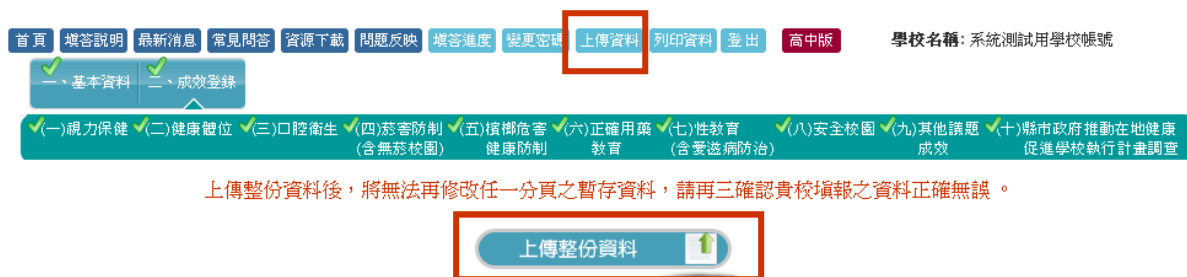 首頁 填答說明 最新消息 常見問答 資源下載 問題反映 填答進度 變更密碼 上傳資料 列印資料 登出 高中版 學校名稱: 系統測試用學校帳號
一、基本資料 二、成效登錄
(一)視力保健 (二)健康體位 (三)口腔衛生 (四)菸害防制 (五)檳榔危害 (六)正確用藥 (七)性教育 (八)安全校園 (九)其他議題 (十)縣市政府推動在地健康
(含無菸校園) 健康防制 教育 (含愛滋病防治) 成效 促進學校執行計畫調查
上傳整份資料後，將無法再修改任一分頁之暫存資料，請再三確認貴校填報之資料正確無誤。
上傳整份資料